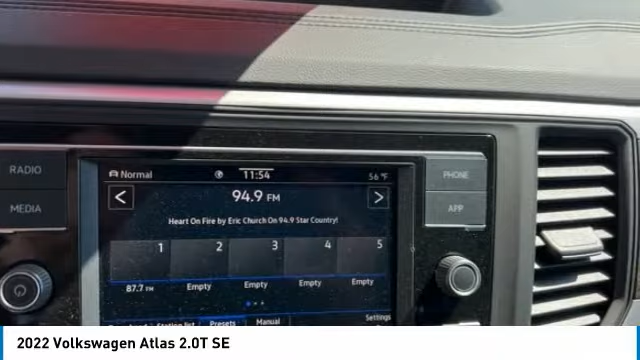 Normal 11:54 56 °F
RADIO
MEDIA
PHONE
APP
< 94.9 FM >
Heart On Fire by Eric Church On 94.9 Star Country!
1 2 3 4 5
87.7 FM Empty Empty Empty Empty
Station list Presets Manual Settings
2022 Volkswagen Atlas 2.0T SE